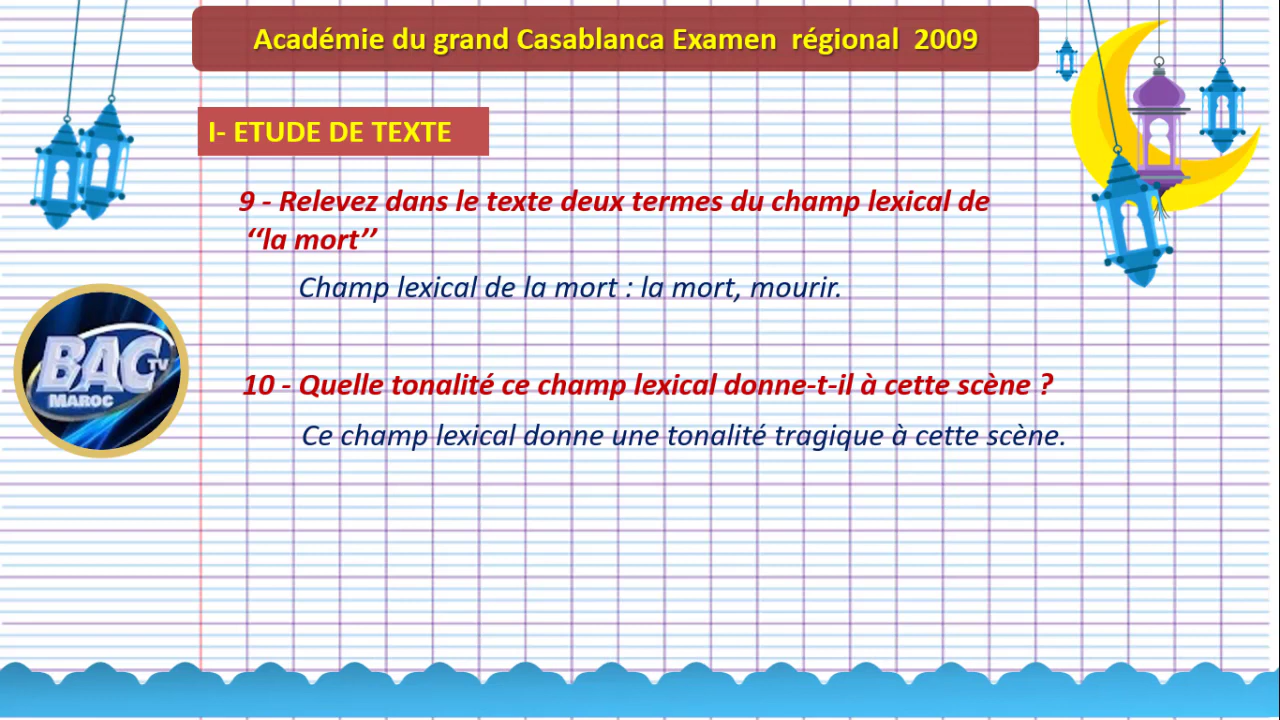 Académie du grand Casablanca Examen régional 2009
I- ETUDE DE TEXTE
9 - Relevez dans le texte deux termes du champ lexical de
‘‘la mort’’
Champ lexical de la mort : la mort, mourir.
BAC TV
MAROC
10 - Quelle tonalité ce champ lexical donne-t-il à cette scène ?
Ce champ lexical donne une tonalité tragique à cette scène.